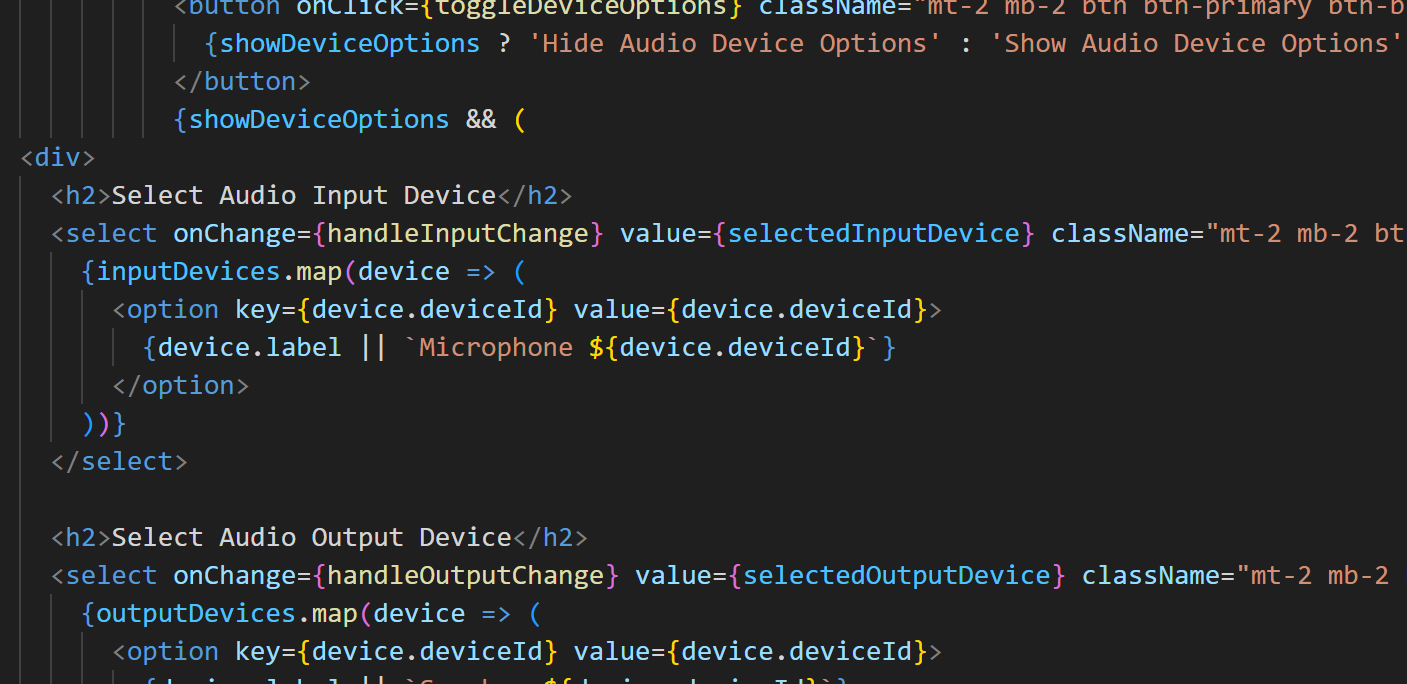 <button onClick={toggleDeviceOptions} className="mt-2 mb-2 btn btn-primary btn-b
{showDeviceOptions ? 'Hide Audio Device Options' : 'Show Audio Device Options'
</button>
{showDeviceOptions && (
<div>
<h2>Select Audio Input Device</h2>
<select onChange={handleInputChange} value={selectedInputDevice} className="mt-2 mb-2 bt
{inputDevices.map(device => (
<option key={device.deviceId} value={device.deviceId}>
{device.label || `Microphone ${device.deviceId}`}
</option>
))}
</select>
<h2>Select Audio Output Device</h2>
<select onChange={handleOutputChange} value={selectedOutputDevice} className="mt-2 mb-2
{outputDevices.map(device => (
<option key={device.deviceId} value={device.deviceId}>